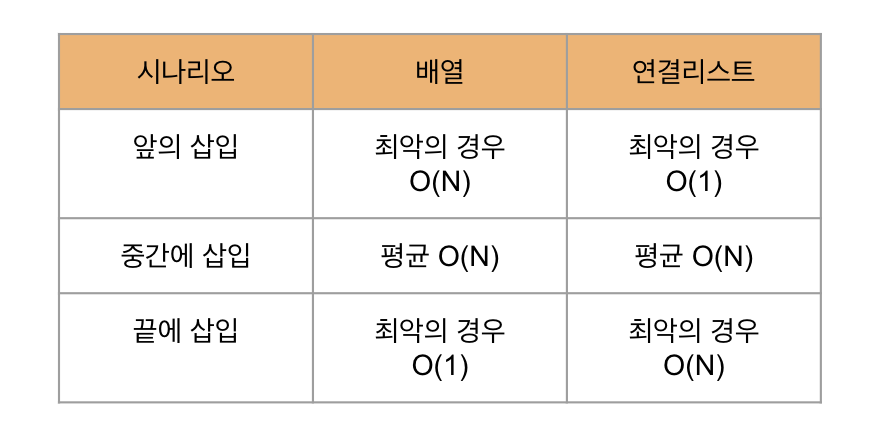 시나리오 배열 연결리스트
앞의 삽입 최악의 경우 최악의 경우
O(N) O(1)
중간에 삽입 평균 O(N) 평균 O(N)
끝에 삽입 최악의 경우 최악의 경우
O(1) O(N)